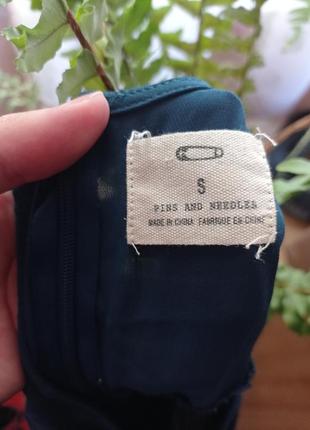 S
PINS AND NEEDLES
MADE IN CHINA FABRIQUE EN CHINE